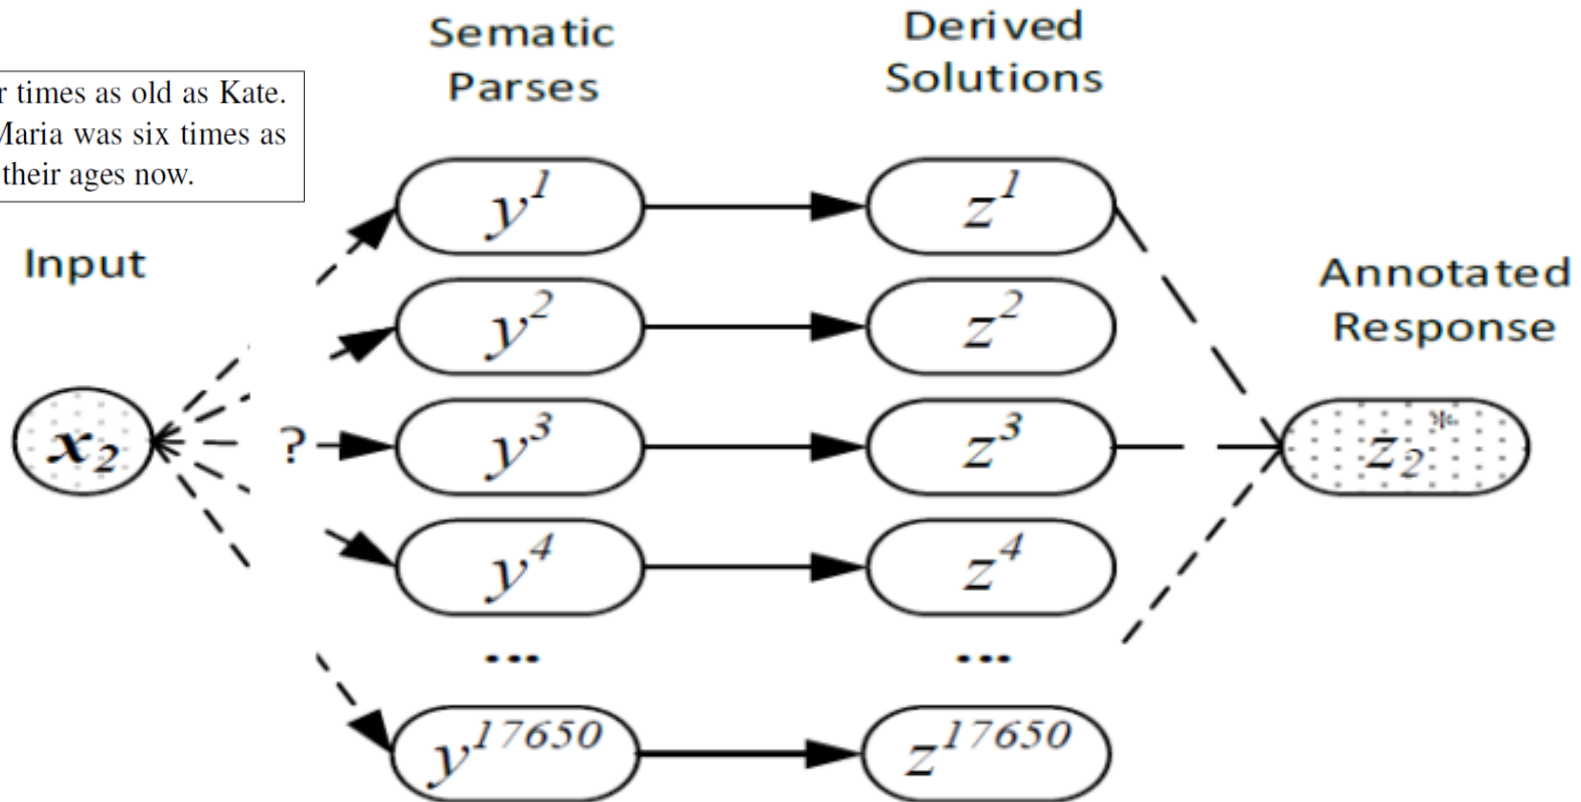 Sematic
Parses
Derived
Solutions
r times as old as Kate.
Maria was six times as
their ages now.
Input
Annotated
Response
x₂
?
y¹
y²
y³
y⁴
...
y¹⁷⁶⁵⁰
z¹
z²
z³
z⁴
...
z¹⁷⁶⁵⁰
z₂*